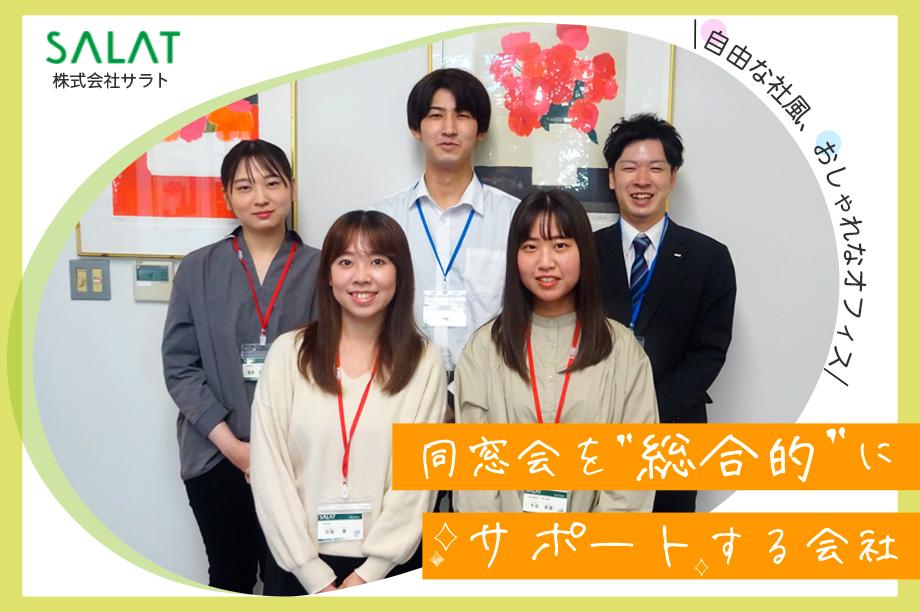 SALAT
株式会社サラト
\自由な社風、
おしゃれなオフィス/
SALAT
SALAT
同窓会を"総合的"に
サポートする会社